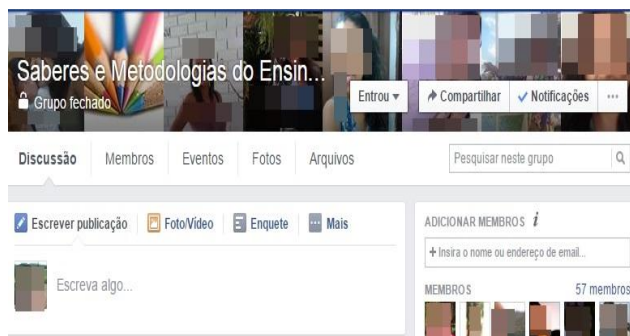 Saberes e Metodologias do Ensin...
Grupo fechado
Entrou
Compartilhar
Notificações
...
Discussão Membros Eventos Fotos Arquivos
Pesquisar neste grupo
Escrever publicação Foto/Vídeo Enquete Mais
Escreva algo...
ADICIONAR MEMBROS i
+ Insira o nome ou endereço de email...
MEMBROS 57 membros